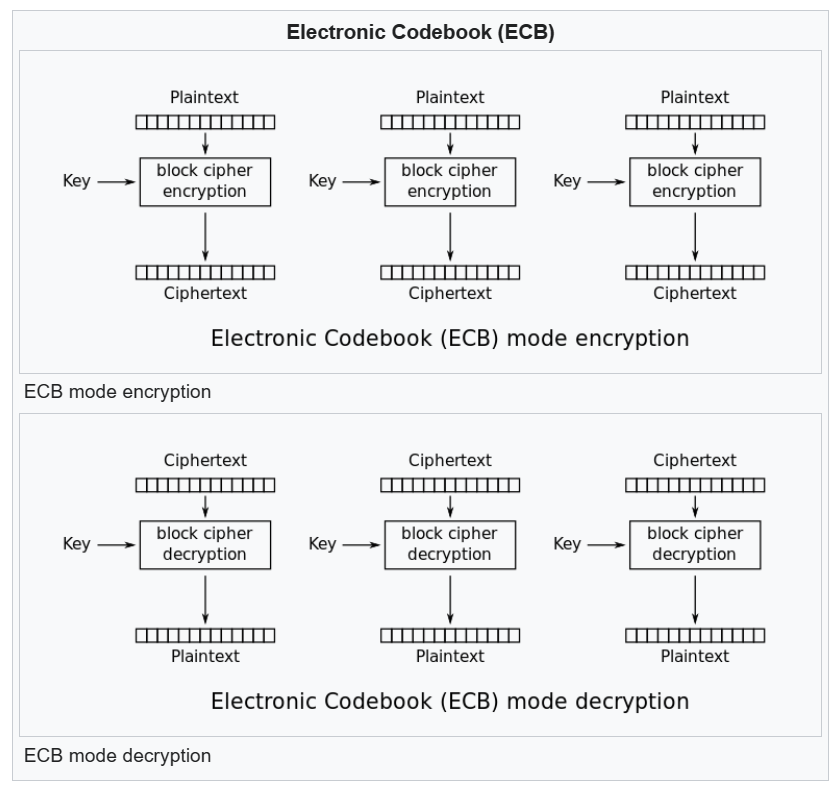 Electronic Codebook (ECB)
Plaintext Plaintext Plaintext
Key block cipher encryption Key block cipher encryption Key block cipher encryption
Ciphertext Ciphertext Ciphertext
Electronic Codebook (ECB) mode encryption
ECB mode encryption
Ciphertext Ciphertext Ciphertext
Key block cipher decryption Key block cipher decryption Key block cipher decryption
Plaintext Plaintext Plaintext
Electronic Codebook (ECB) mode decryption
ECB mode decryption